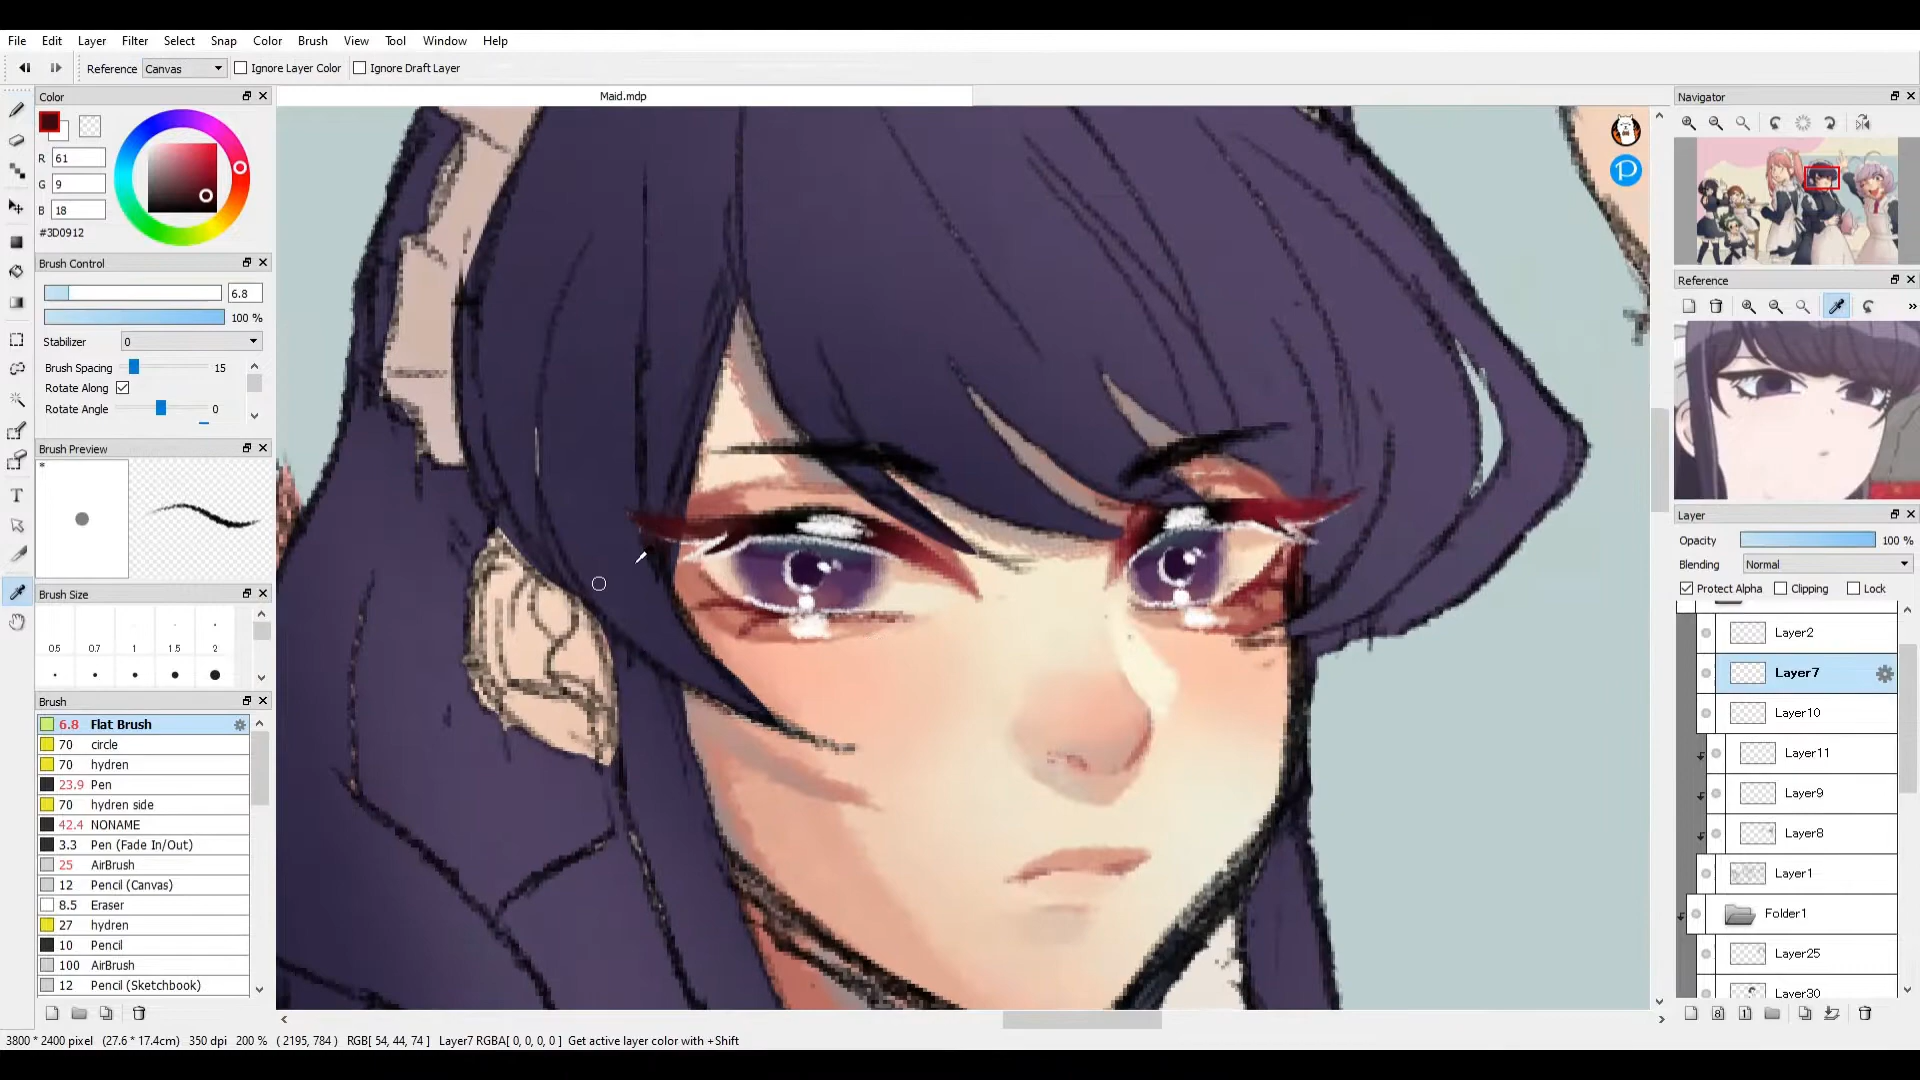 File Edit Layer Filter Select Snap Color Brush View Tool Window Help
Reference Canvas Ignore Layer Color Ignore Draft Layer
Color
Maid.mdp
Navigator
R 61
G 9
B 18
#3D0912
Brush Control
6.8
100 %
Stabilizer 0
Brush Spacing 15
Rotate Along
Rotate Angle 0
Brush Preview
*
Brush Size
0.5 0.7 1 1.5 2
Brush
6.8 Flat Brush
70 circle
70 hydren
23.9 Pen
70 hydren side
42.4 NONAME
3.3 Pen (Fade In/Out)
25 AirBrush
12 Pencil (Canvas)
8.5 Eraser
27 hydren
10 Pencil
100 AirBrush
12 Pencil (Sketchbook)
Reference
Layer
Opacity 100 %
Blending Normal
Protect Alpha Clipping Lock
Layer2
Layer7
Layer10
Layer11
Layer9
Layer8
Layer1
Folder1
Layer25
Layer30
3800 * 2400 pixel (27.6 * 17.4cm) 350 dpi 200 % ( 2195, 784 ) RGB[ 54, 44, 74 ] Layer7 RGBA[ 0, 0, 0, 0 ] Get active layer color with +Shift